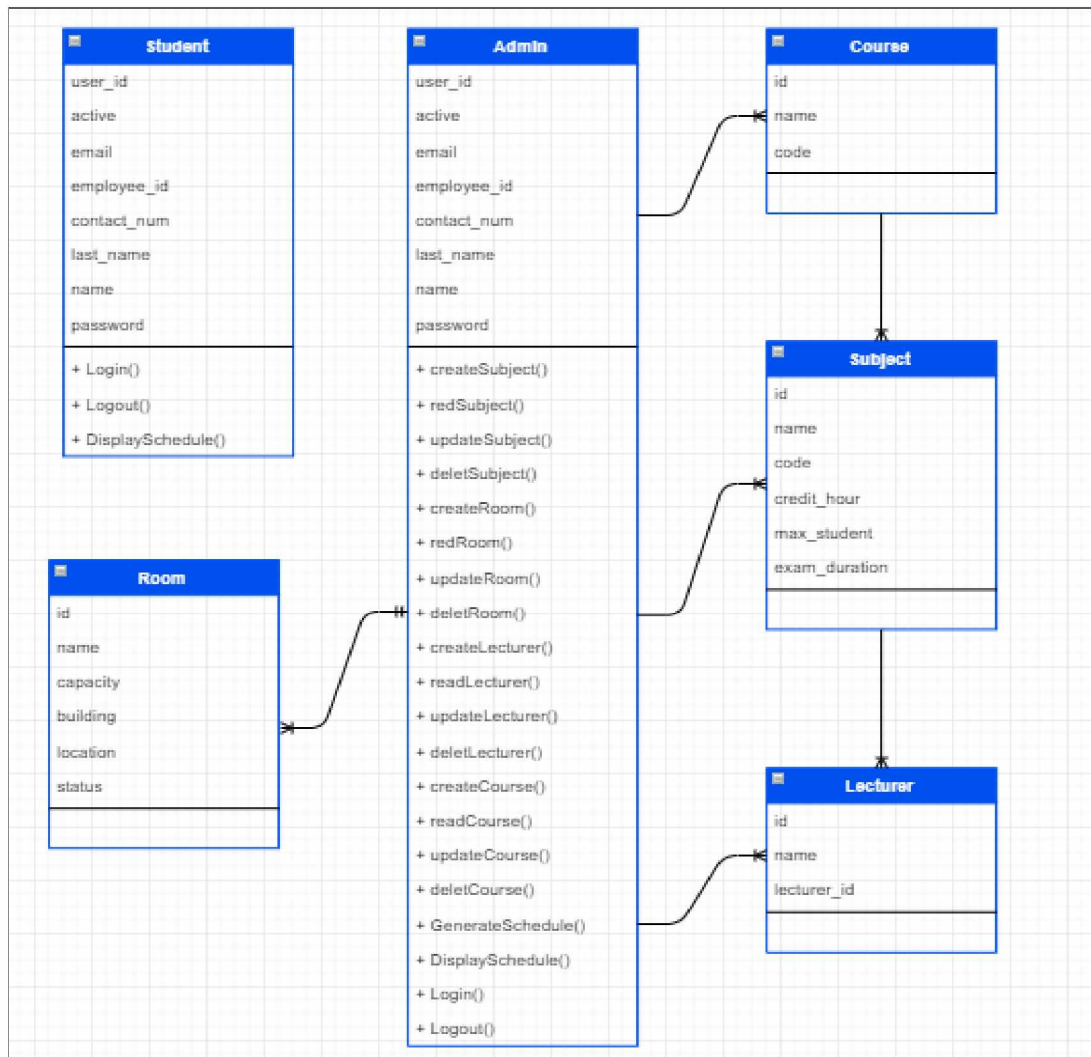 Student
user_id
active
email
employee_id
contact_num
last_name
name
password
+ Login()
+ Logout()
+ DisplaySchedule()
Room
id
name
capacity
building
location
status
Admin
user_id
active
email
employee_id
contact_num
last_name
name
password
+ createSubject()
+ redSubject()
+ updateSubject()
+ deletSubject()
+ createRoom()
+ redRoom()
+ updateRoom()
+ deletRoom()
+ createLecturer()
+ readLecturer()
+ updateLecturer()
+ deletLecturer()
+ createCourse()
+ readCourse()
+ updateCourse()
+ deletCourse()
+ GenerateSchedule()
+ DisplaySchedule()
+ Login()
+ Logout()
Course
id
name
code
Subject
id
name
code
credit_hour
max_student
exam_duration
Lecturer
id
name
lecturer_id